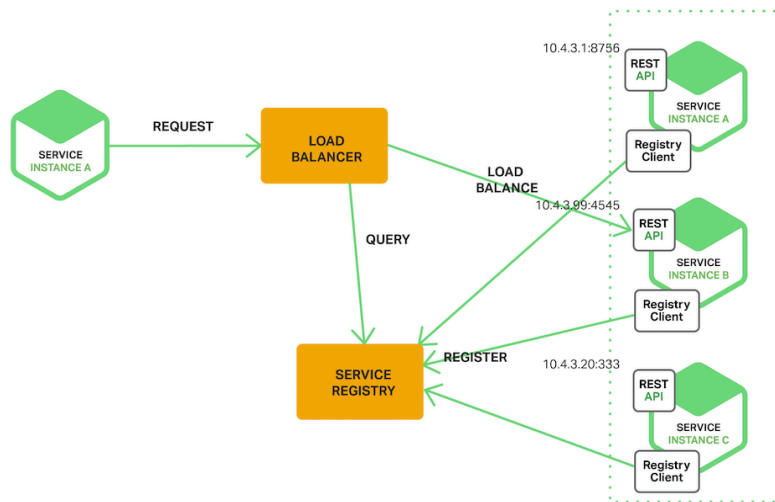 SERVICE
INSTANCE A
REQUEST
LOAD
BALANCER
QUERY
SERVICE
REGISTRY
LOAD
BALANCE
REGISTER
10.4.3.1:8756
REST
API
SERVICE
INSTANCE A
Registry
Client
10.4.3.99:4545
REST
API
SERVICE
INSTANCE B
Registry
Client
10.4.3.20:333
REST
API
SERVICE
INSTANCE C
Registry
Client